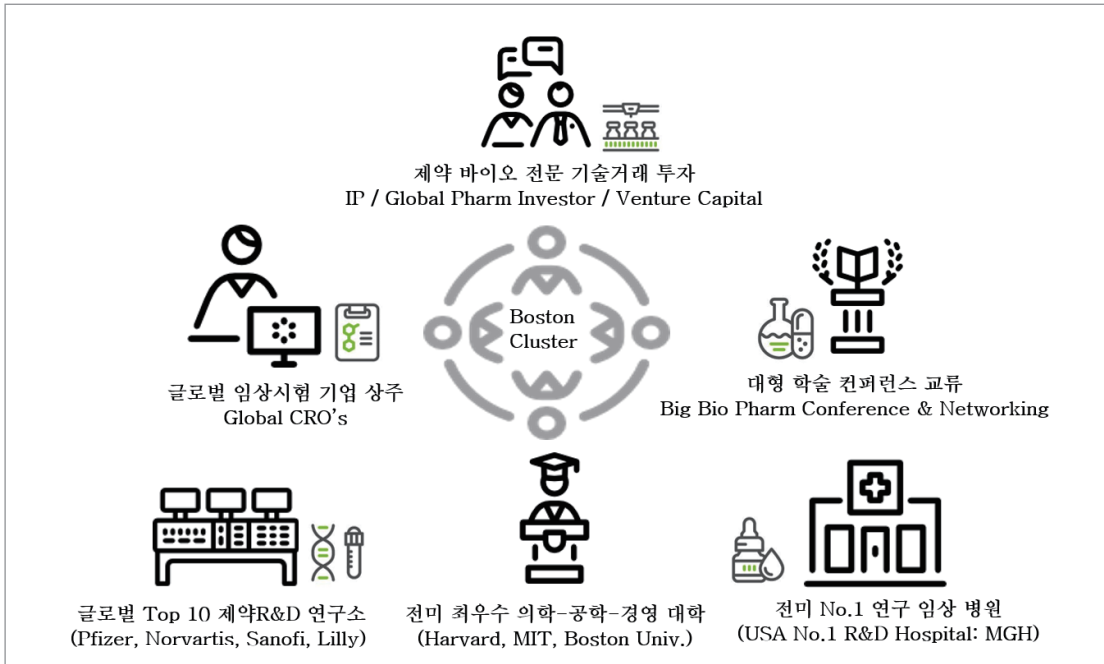 제약 바이오 전문 기술거래 투자
IP / Global Pharm Investor / Venture Capital
Boston
Cluster
글로벌 임상시험 기업 상주
Global CRO's
대형 학술 컨퍼런스 교류
Big Bio Pharm Conference & Networking
글로벌 Top 10 제약R&D 연구소
(Pfizer, Norvartis, Sanofi, Lilly)
전미 최우수 의학-공학-경영 대학
(Harvard, MIT, Boston Univ.)
전미 No.1 연구 임상 병원
(USA No.1 R&D Hospital: MGH)